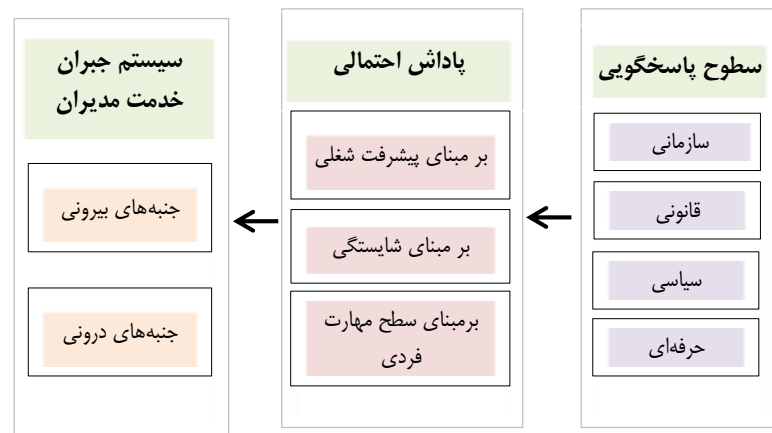 سطوح پاسخگویی
سازمانی
قانونی
سیاسی
حرفه‌ای
پاداش احتمالی
بر مبنای پیشرفت شغلی
بر مبنای شایستگی
برمبنای سطح مهارت
فردی
سیستم جبران
خدمت مدیران
جنبه‌های بیرونی
جنبه‌های درونی